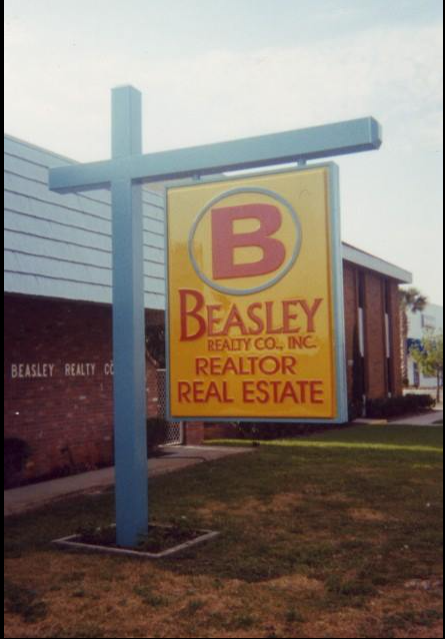 B
BEASLEY
REALTY CO., INC.
REALTOR
REAL ESTATE
BEASLEY REALTY CO